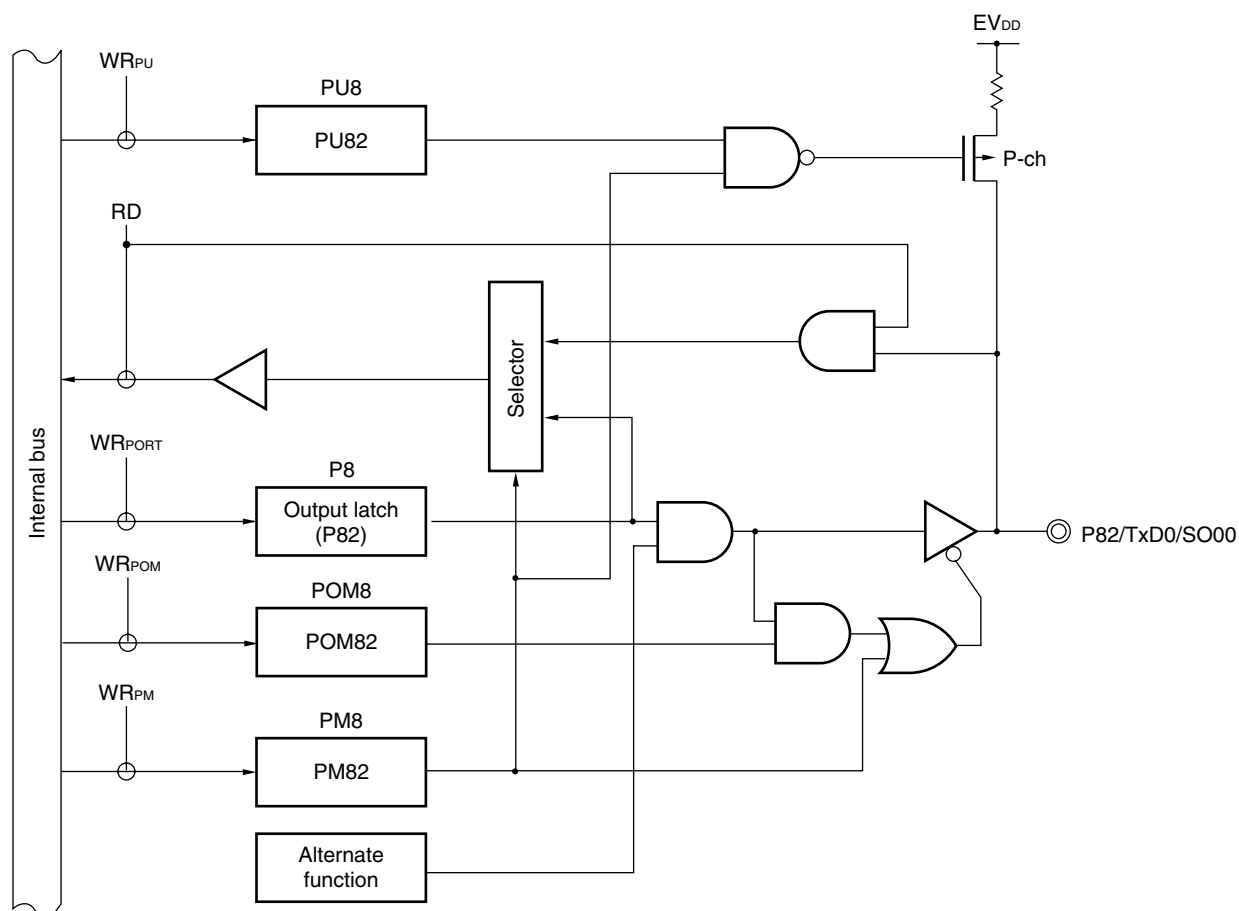 EVDD
WRPU
PU8
PU82
P-ch
RD
Selector
Internal bus
WRPORT
P8
Output latch
(P82)
P82/TxD0/SO00
WRPOM
POM8
POM82
WRPM
PM8
PM82
Alternate
function